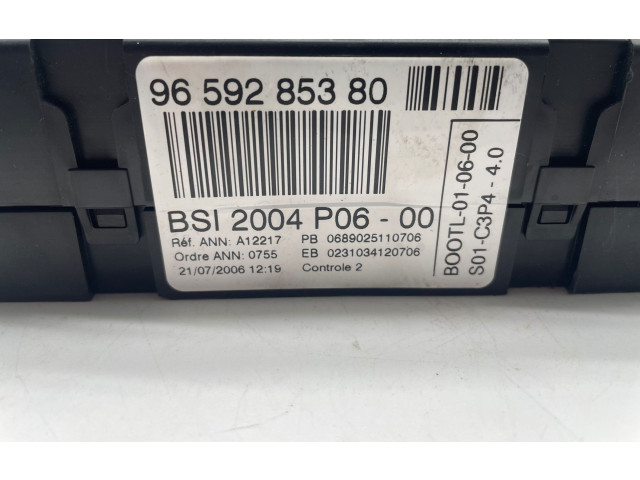 96 592 853 80
BSI 2004 P06 - 00
Réf. ANN: A12217 PB 0689025110706
Ordre ANN: 0755 EB 0231034120706
21/07/2006 12:19 Controle 2
BOOTL-01-06-00
S01-C3P4 - 4.0